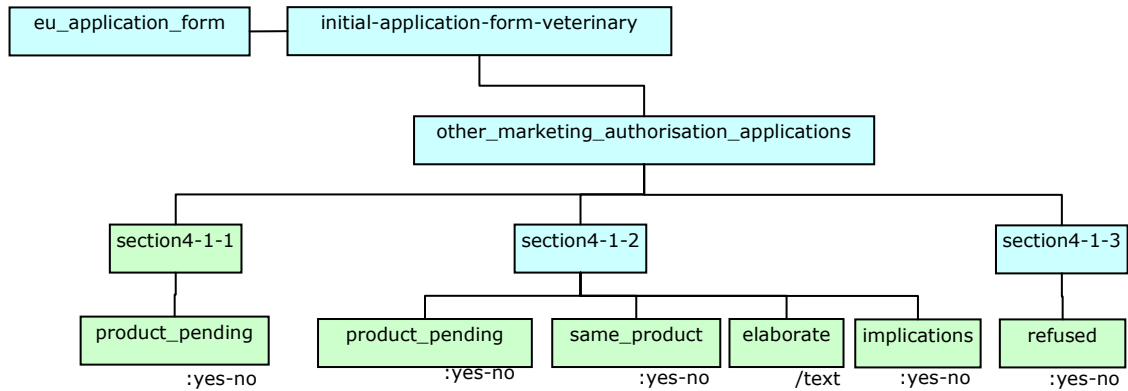 eu_application_form
initial-application-form-veterinary
other_marketing_authorisation_applications
section4-1-1
section4-1-2
section4-1-3
product_pending
product_pending
same_product
elaborate
implications
refused
:yes-no
:yes-no
:yes-no
/text
:yes-no
:yes-no